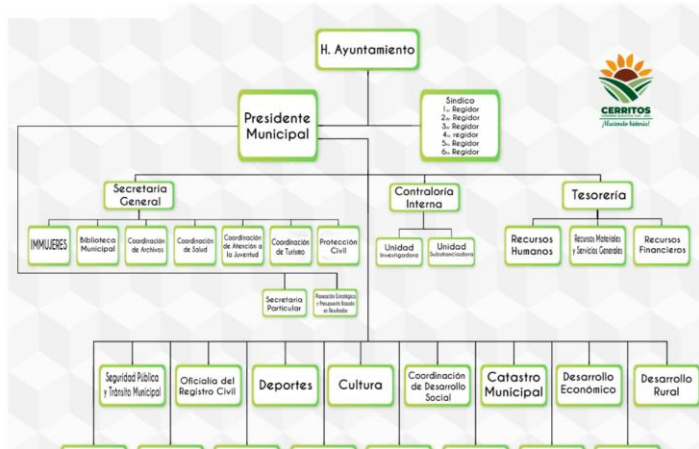 H. Ayuntamiento
CERRITOS
¡Haciendo historia!
Presidente
Municipal
Síndico
1er Regidor
2do Regidor
3er Regidor
4to regidor
5to Regidor
6to Regidor
Secretaría
General
Contraloría
Interna
Tesorería
IMMUJERES
Biblioteca
Municipal
Coordinación
de Archivos
Coordinación
de Salud
Coordinación
de Atención a
la Juventud
Coordinación
de Turismo
Protección
Civil
Unidad
Investigadora
Unidad
Substanciadora
Recursos
Humanos
Recursos Materiales
y Servicios Generales
Recursos
Financieros
Secretaria
Particular
Planeación Estratégica
y Presupuesto Basado
en Resultados
Seguridad Pública
y Tránsito Municipal
Oficialia del
Registro Civil
Deportes
Cultura
Coordinación
de Desarrollo
Social
Catastro
Municipal
Desarrollo
Económico
Desarrollo
Rural